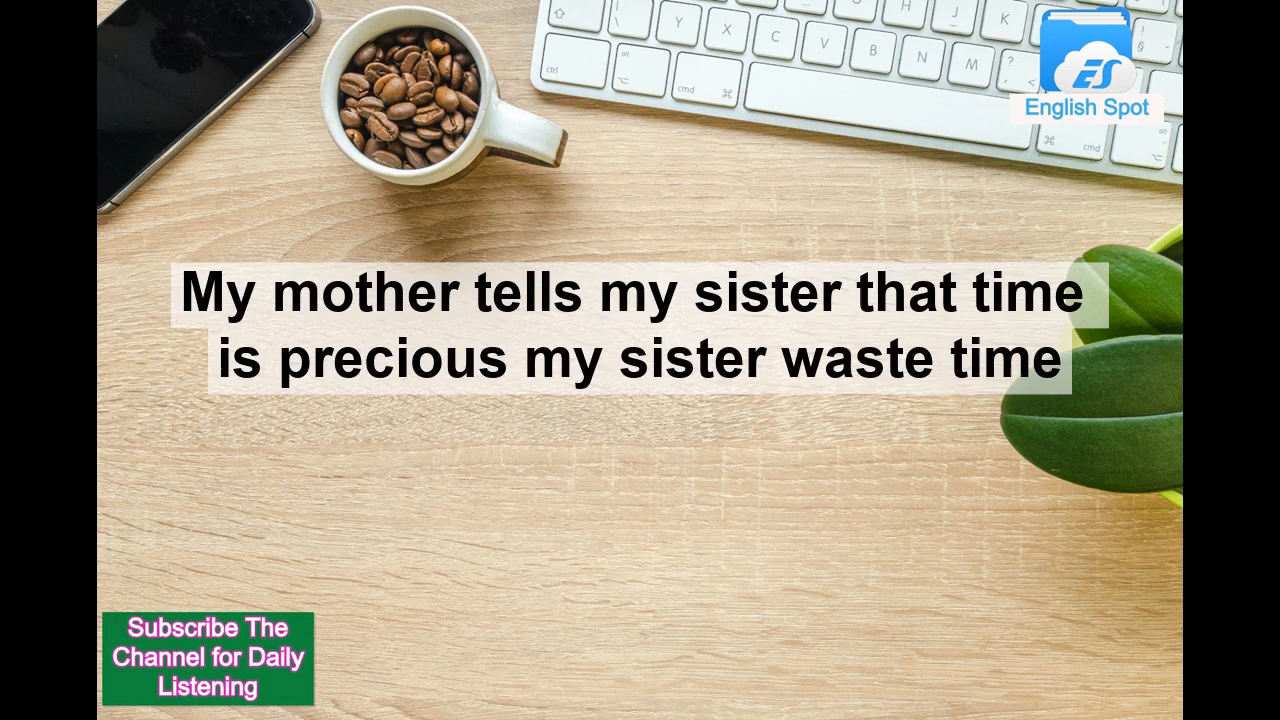 ES
English Spot
My mother tells my sister that time
is precious my sister waste time
Subscribe The
Channel for Daily
Listening